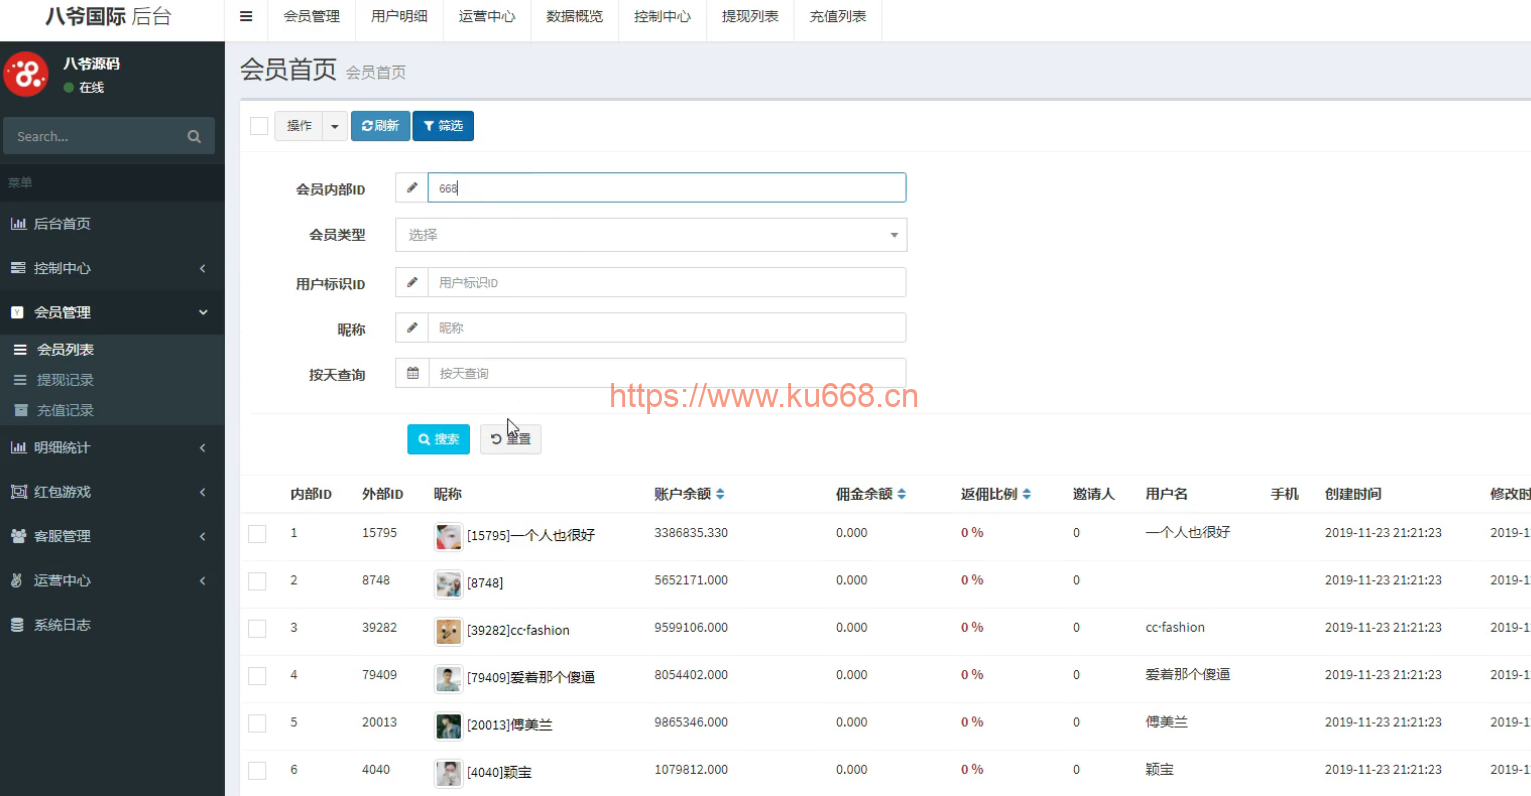 八爷国际 后台
会员管理 用户明细 运营中心 数据概览 控制中心 提现列表 充值列表
八爷源码
在线
Search...
菜单
后台首页
控制中心
会员管理
会员列表
提现记录
充值记录
明细统计
红包游戏
客服管理
运营中心
系统日志
会员首页 会员首页
操作 刷新 筛选
会员内部ID 668
会员类型 选择
用户标识ID 用户标识ID
昵称 昵称
按天查询 按天查询
https://www.ku668.cn
搜索 重置
内部ID 外部ID 昵称 账户余额 佣金余额 返佣比例 邀请人 用户名 手机 创建时间 修改时
1 15795 [15795]一个人也很好 3386835.330 0.000 0 % 0 一个人也很好 2019-11-23 21:21:23 2019-1
2 8748 [8748] 5652171.000 0.000 0 % 0 2019-11-23 21:21:23 2019-1
3 39282 [39282]cc-fashion 9599106.000 0.000 0 % 0 cc-fashion 2019-11-23 21:21:23 2019-1
4 79409 [79409]爱着那个傻逼 8054402.000 0.000 0 % 0 爱着那个傻逼 2019-11-23 21:21:23 2019-1
5 20013 [20013]傅美兰 9865346.000 0.000 0 % 0 傅美兰 2019-11-23 21:21:23 2019-1
6 4040 [4040]颖宝 1079812.000 0.000 0 % 0 颖宝 2019-11-23 21:21:23 2019-1